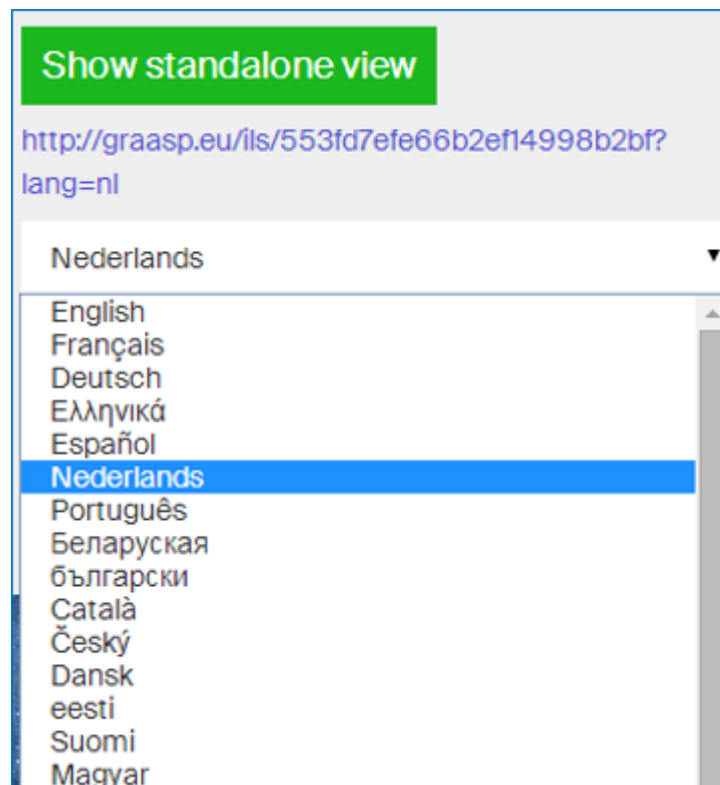 Show standalone view
http://graasp.eu/ils/553fd7efe66b2ef14998b2bf?
lang=nl
Nederlands
English
Français
Deutsch
Ελληνικά
Español
Nederlands
Português
Беларуская
български
Català
Český
Dansk
eesti
Suomi
Magyar